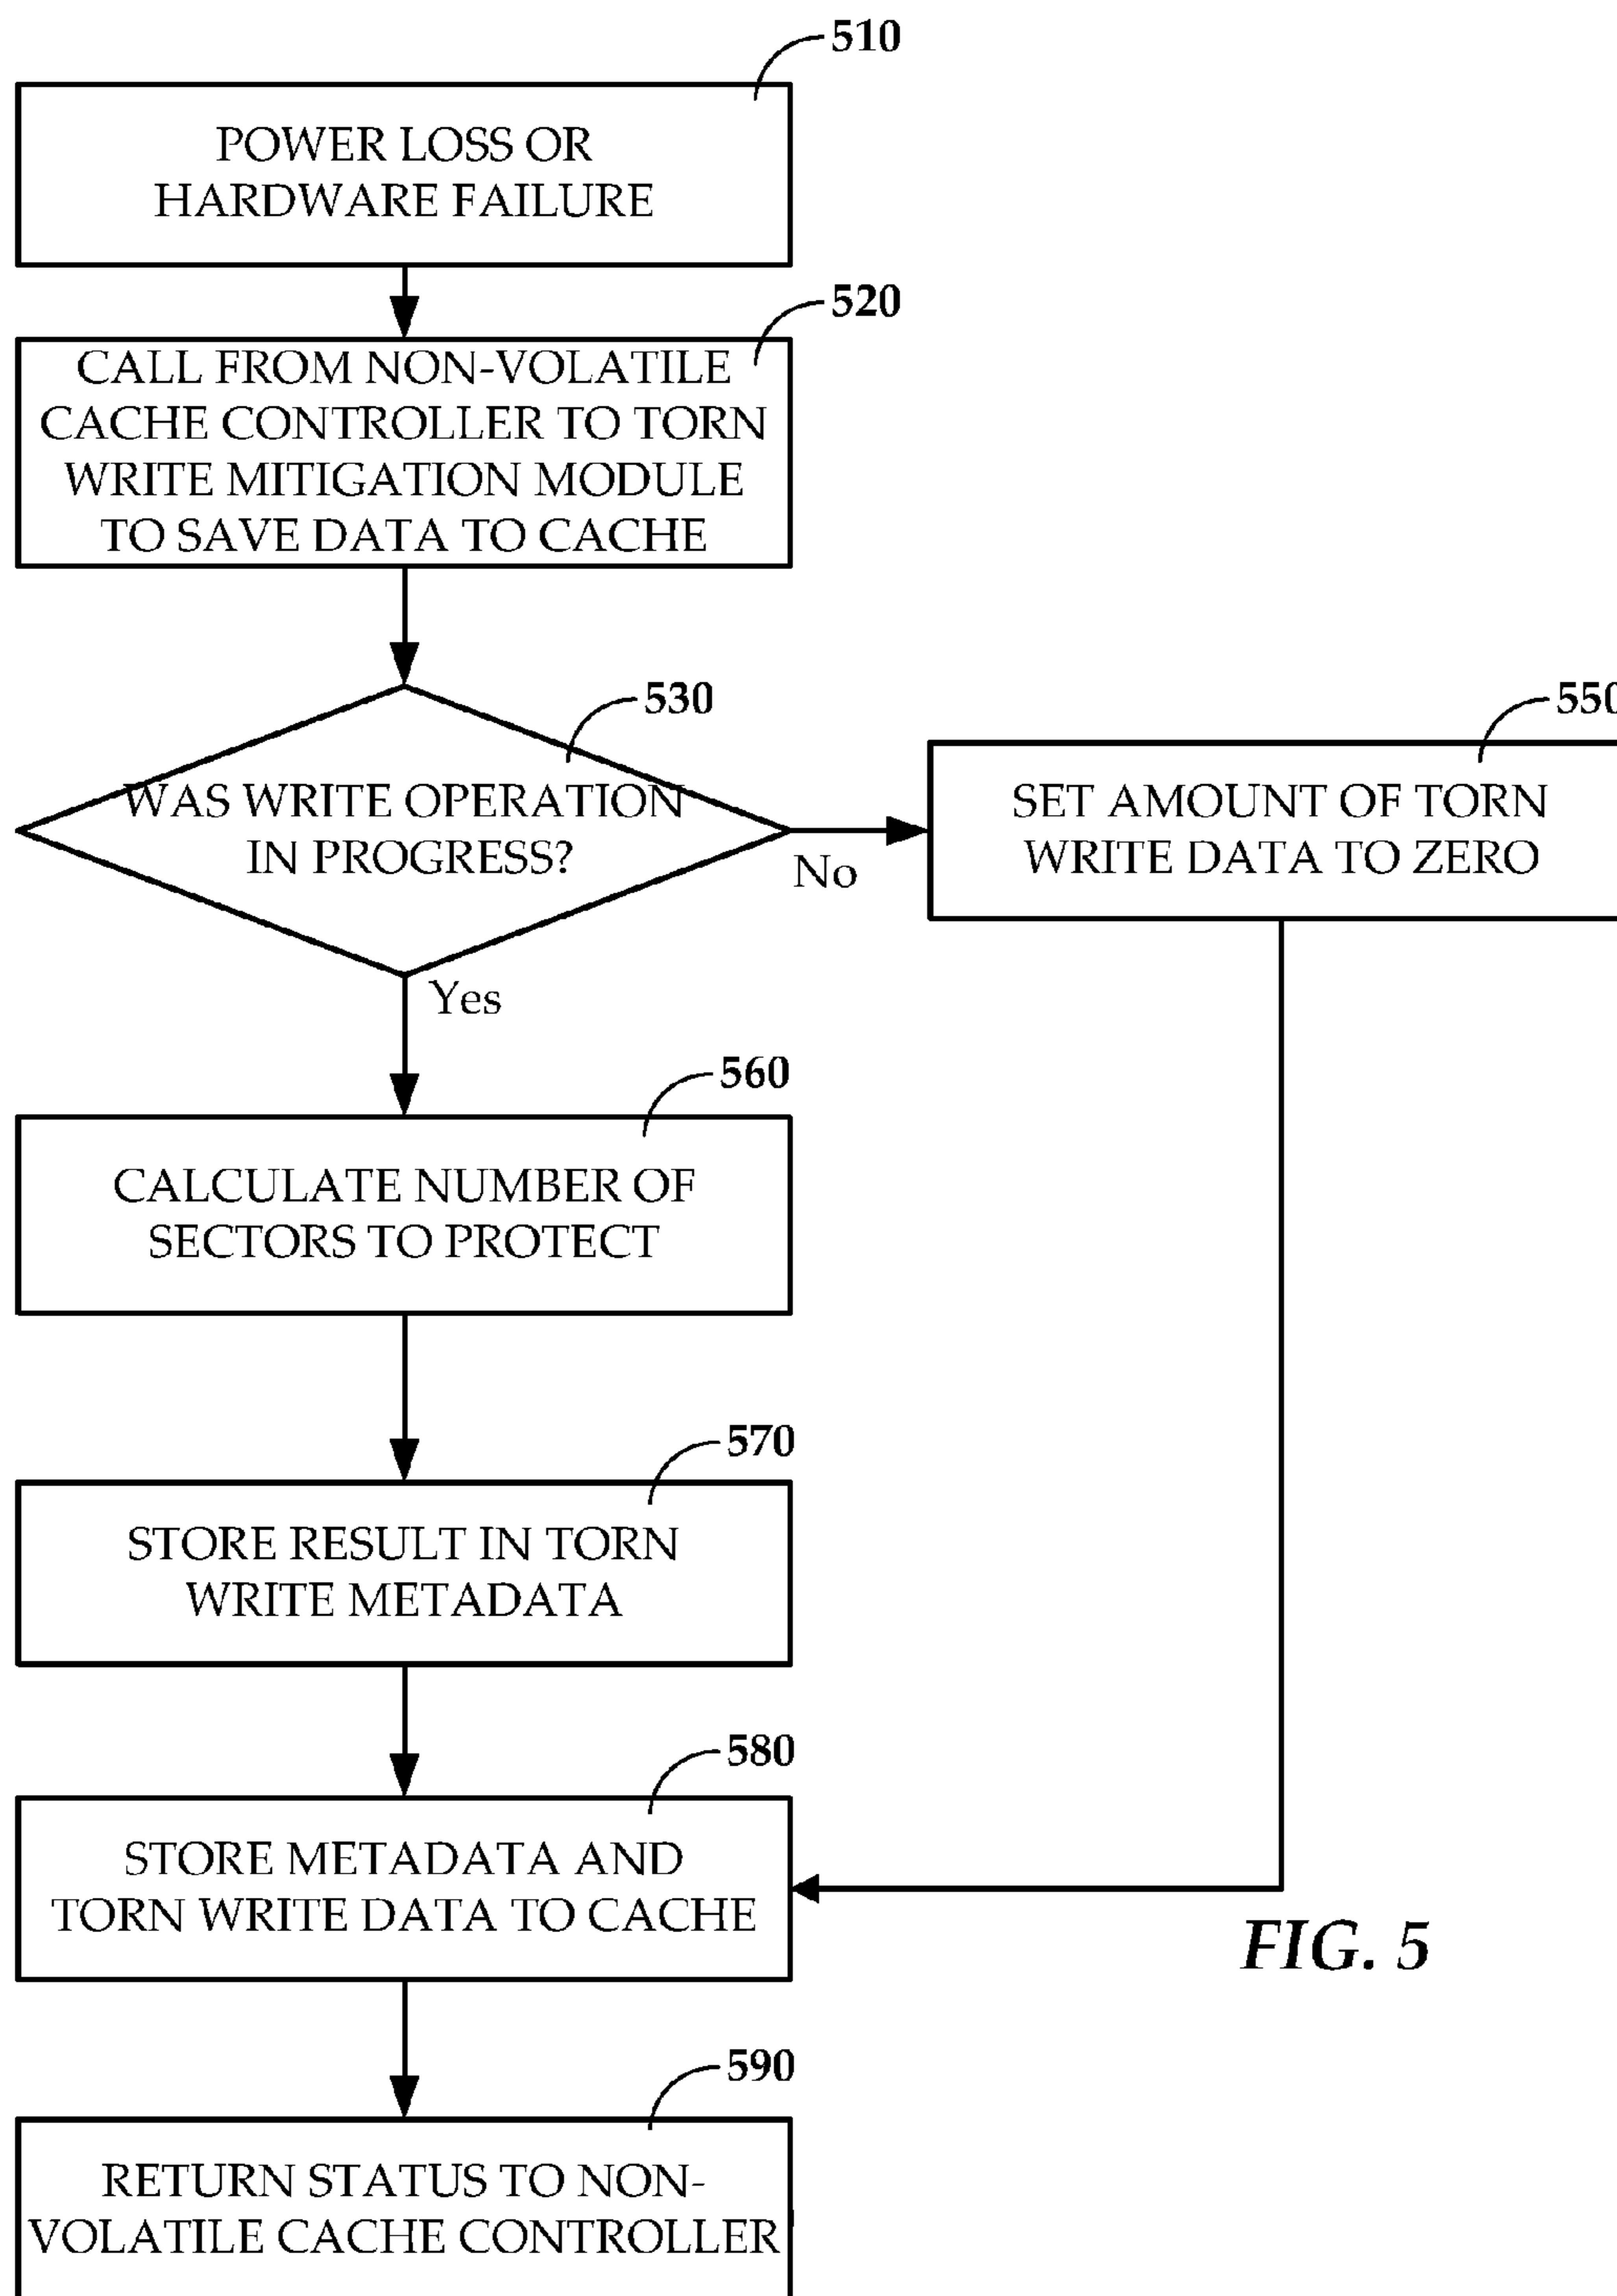 510
POWER LOSS OR
HARDWARE FAILURE
520
CALL FROM NON-VOLATILE
CACHE CONTROLLER TO TORN
WRITE MITIGATION MODULE
TO SAVE DATA TO CACHE
530
WAS WRITE OPERATION
IN PROGRESS?
No
Yes
550
SET AMOUNT OF TORN
WRITE DATA TO ZERO
560
CALCULATE NUMBER OF
SECTORS TO PROTECT
570
STORE RESULT IN TORN
WRITE METADATA
580
STORE METADATA AND
TORN WRITE DATA TO CACHE
FIG. 5
590
RETURN STATUS TO NON-
VOLATILE CACHE CONTROLLER